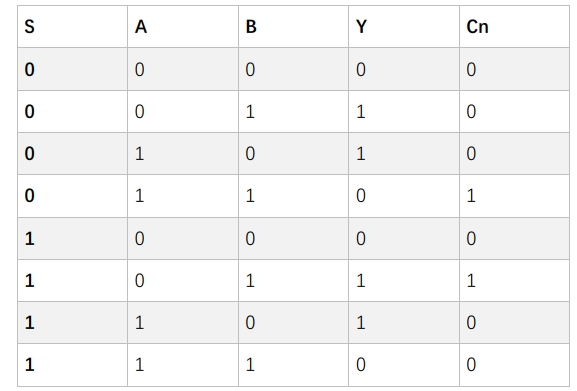 S A B Y Cn
0 0 0 0 0
0 0 1 1 0
0 1 0 1 0
0 1 1 0 1
1 0 0 0 0
1 0 1 1 1
1 1 0 1 0
1 1 1 0 0